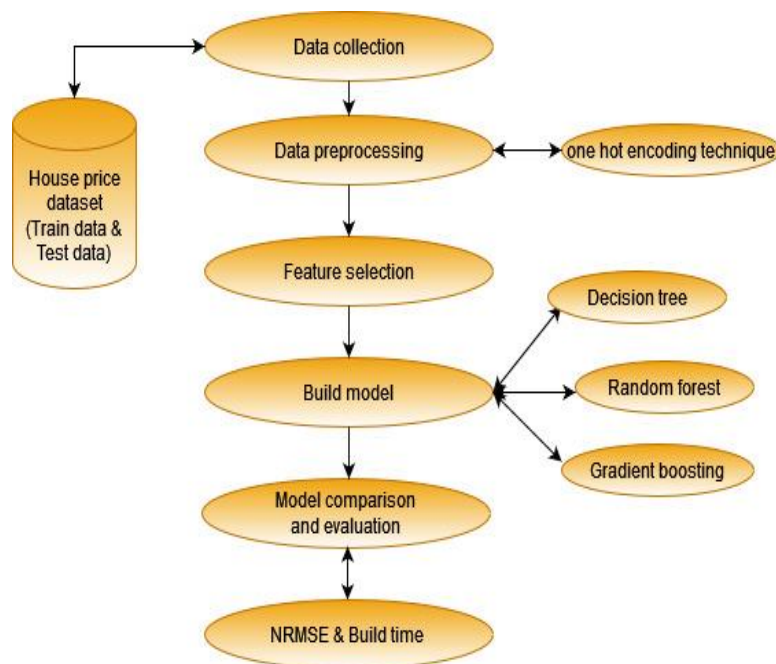 Data collection
House price
dataset
(Train data &
Test data)
Data preprocessing
one hot encoding technique
Feature selection
Decision tree
Build model
Random forest
Gradient boosting
Model comparison
and evaluation
NRMSE & Build time